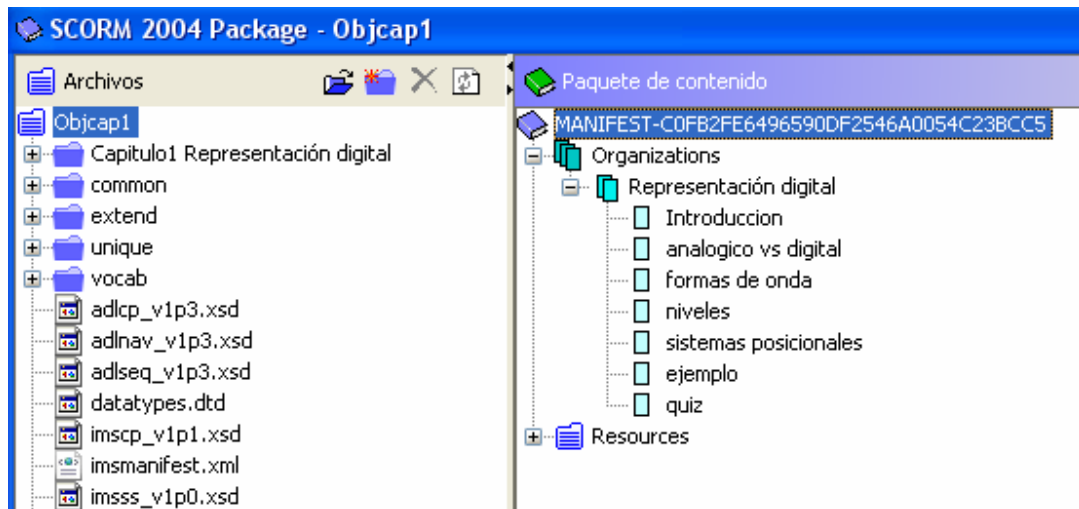 SCORM 2004 Package - Objcap1
Archivos
Objcap1
Capitulo1 Representación digital
common
extend
unique
vocab
adlcp_v1p3.xsd
adlnav_v1p3.xsd
adlseq_v1p3.xsd
datatypes.dtd
imscp_v1p1.xsd
imsmanifest.xml
imsss_v1p0.xsd
Paquete de contenido
MANIFEST-C0FB2FE6496590DF2546A0054C23BCC5
Organizations
Representación digital
Introduccion
analogico vs digital
formas de onda
niveles
sistemas posicionales
ejemplo
quiz
Resources